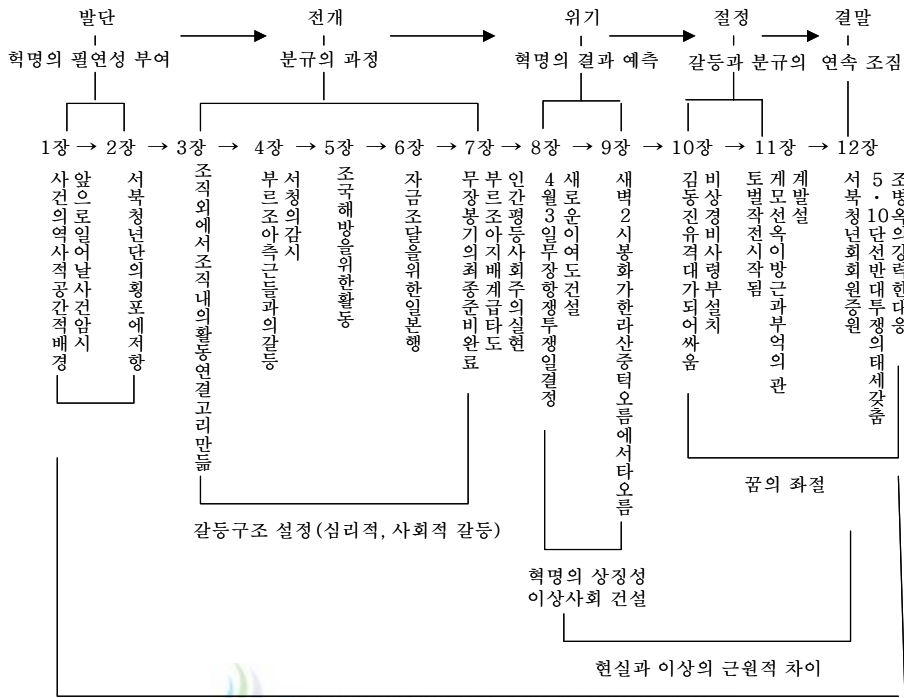 발단
전개
위기
절정
결말
혁명의 필연성 부여
분규의 과정
혁명의 결과 예측
갈등과 분규의 연속 조짐
1장 → 2장 → 3장 → 4장 → 5장 → 6장 → 7장 → 8장 → 9장 → 10장 → 11장 → 12장
앞으로일어날사건암시
사건의역사적공간적배경
서북청년단의횡포에저항
조직외에서조직내의활동연결고리만듦
서청의감시
부르조아측근들과의갈등
조국해방을위한활동
자금조달을위한일본행
인간평등사회주의실현
부르조아지배계급타도
무장봉기의최종준비완료
새로운이여도건설
4월3일무장항쟁투쟁일결정
새벽2시봉화가한라산중턱오름에서타오름
비상경비사령부설치
김동진유격대가되어싸움
계발설
게모선옥이방근과부억의관
토벌작전시작됨
조병옥의강력한대응
5·10단선반대투쟁의태세갖춤
서북청년회회원증원
갈등구조 설정(심리적, 사회적 갈등)
꿈의 좌절
혁명의 상징성
이상사회 건설
현실과 이상의 근원적 차이